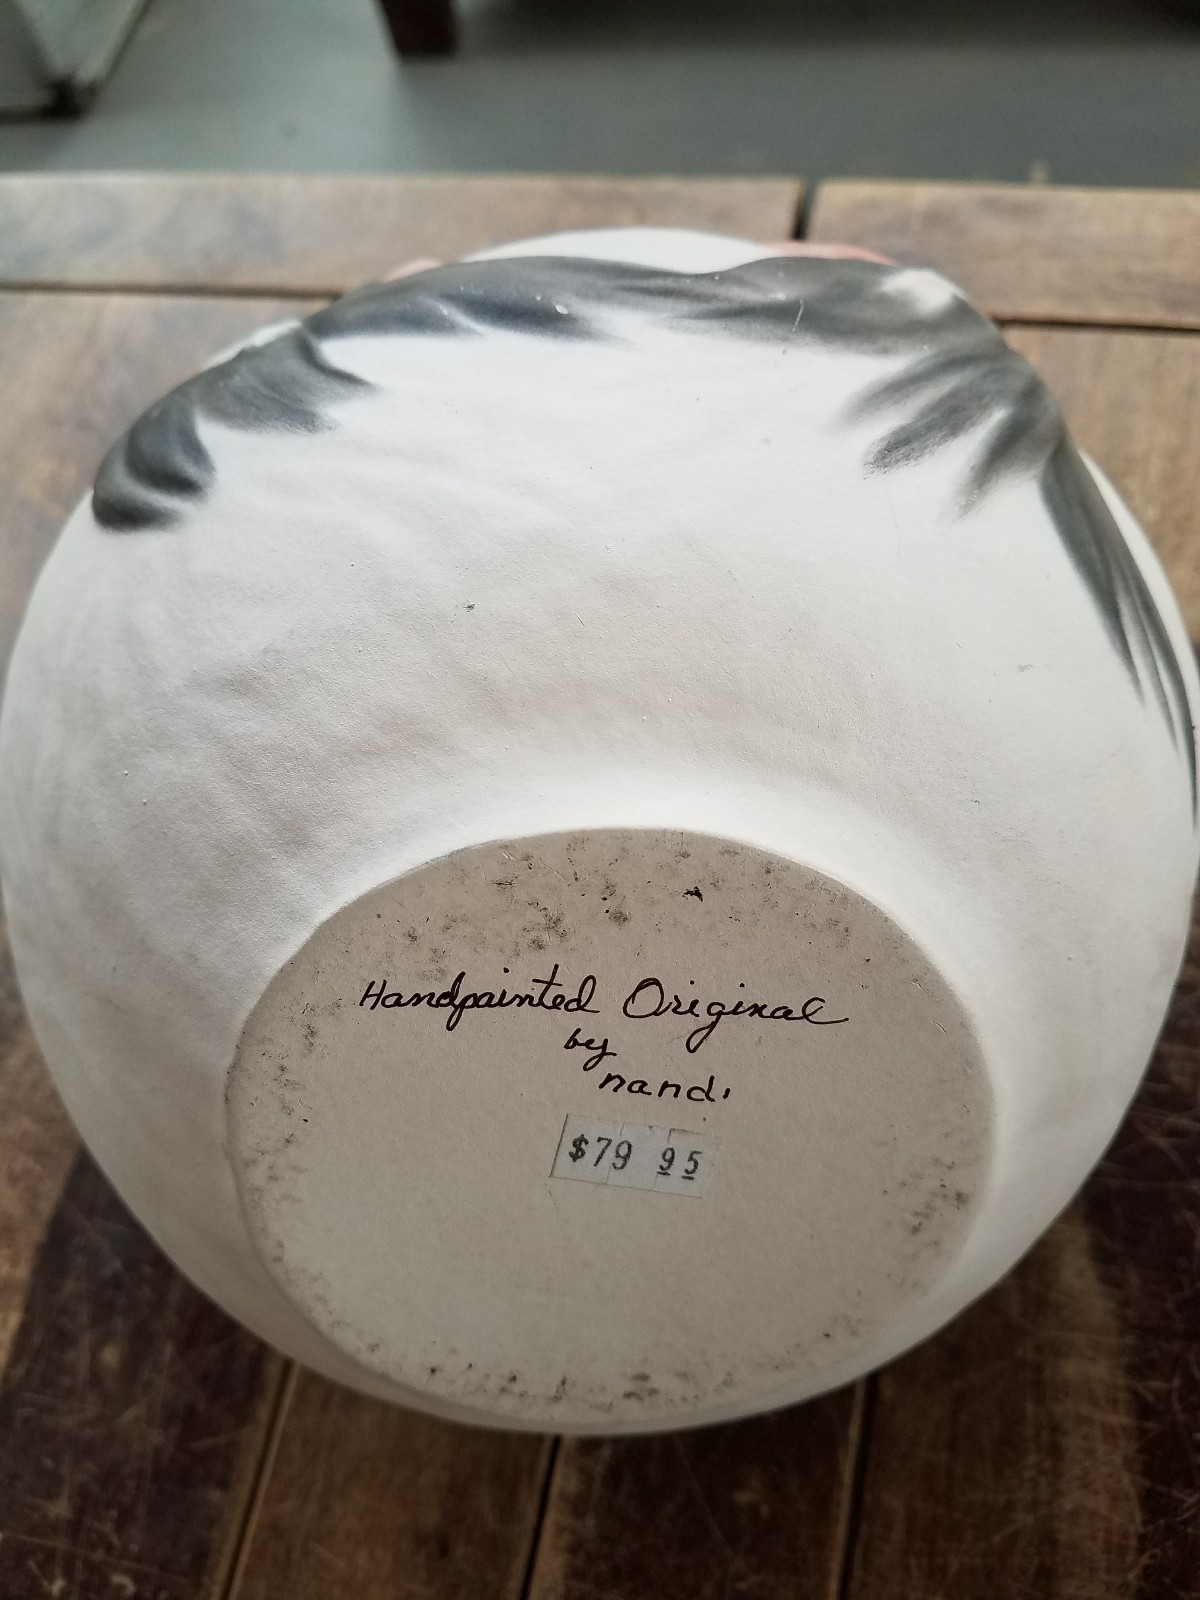 Handpainted Original
by
nandi
$79 95